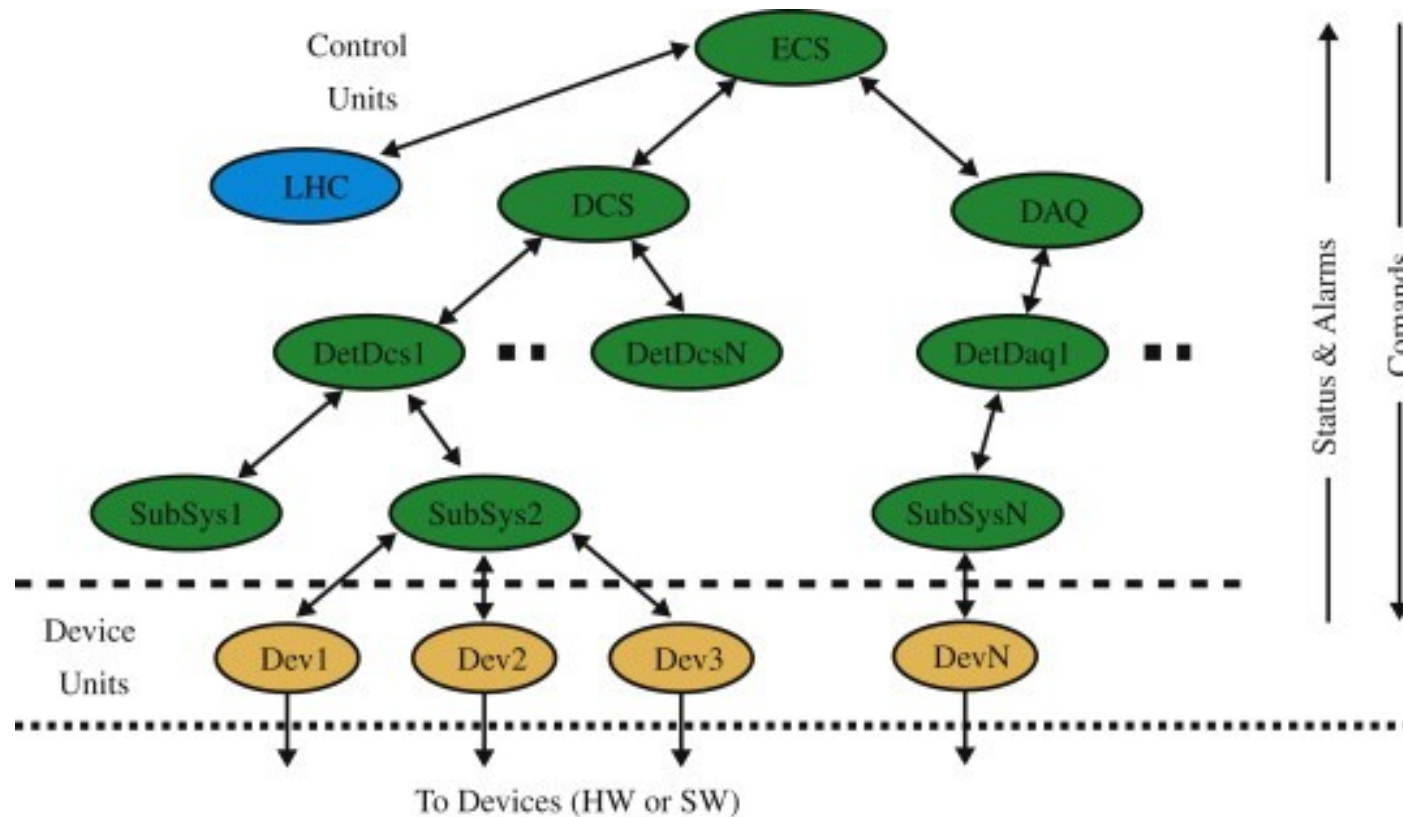 Control
Units
ECS
LHC
DCS
DAQ
DetDcs1
DetDcsN
DetDaq1
SubSys1
SubSys2
SubSysN
Device
Units
Dev1
Dev2
Dev3
DevN
To Devices (HW or SW)
Status & Alarms
Comands